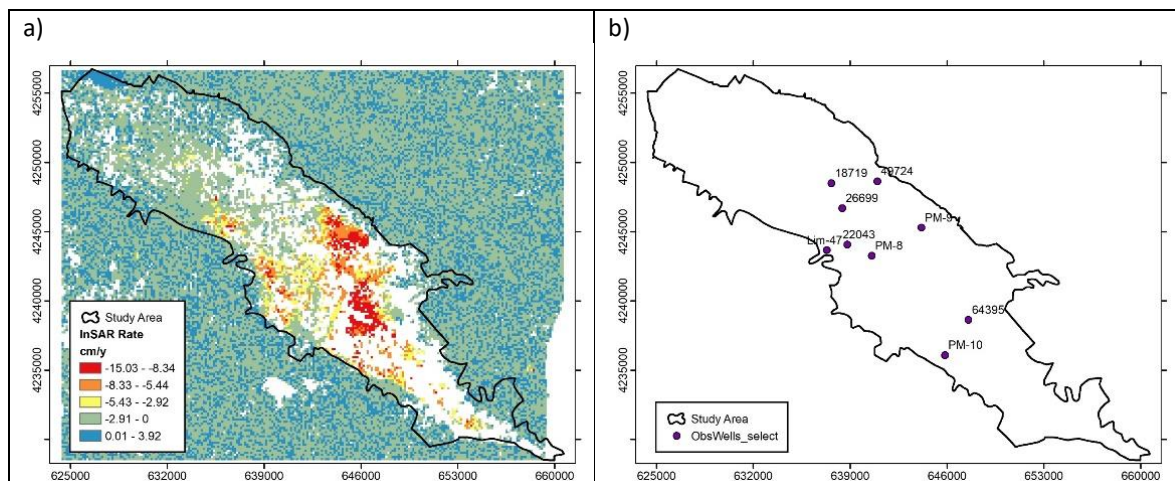 a)
4255000
4250000
4245000
4240000
4235000
Study Area
InSAR Rate
cm/y
-15.03 - -8.34
-8.33 - -5.44
-5.43 - -2.92
-2.91 - 0
0.01 - 3.92
625000 632000 639000 646000 653000 660000
b)
4255000
4250000
4245000
4240000
4235000
18719
49724
26699
PM-9
Lim-47
22043
PM-8
64395
PM-10
Study Area
ObsWells_select
625000 632000 639000 646000 653000 660000